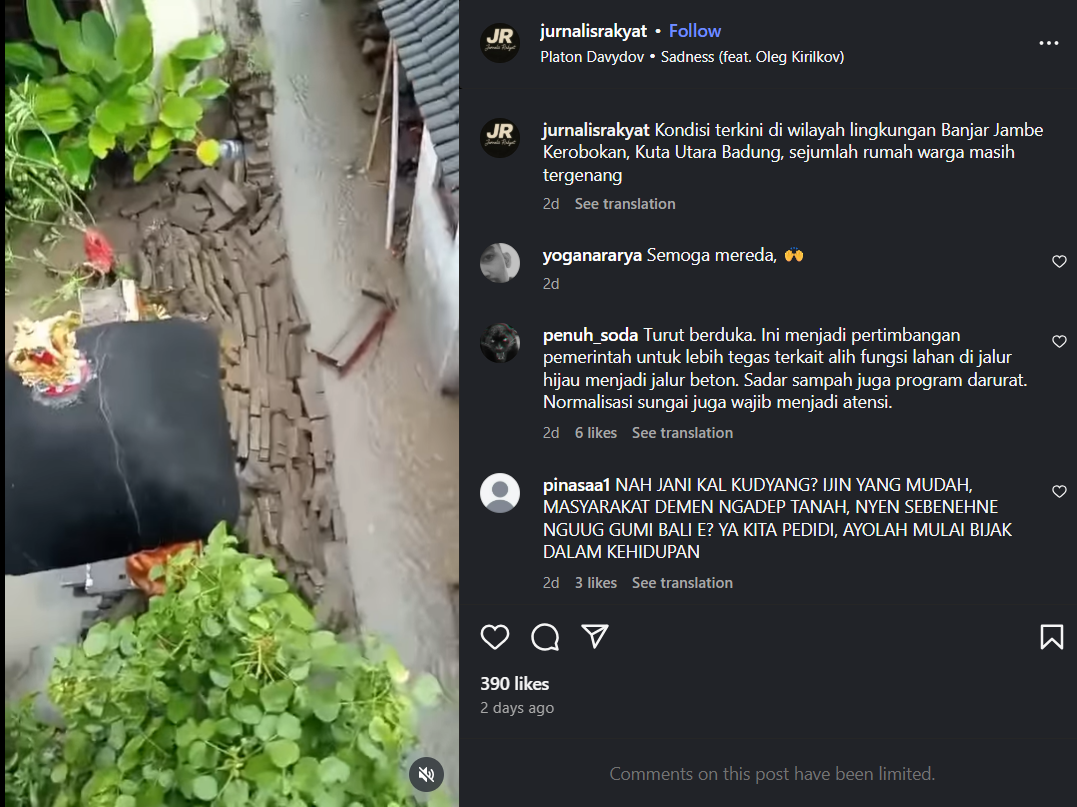 JR
Jurnalis Rakyat
jurnalisrakyat • Follow
Platon Davydov • Sadness (feat. Oleg Kirilkov)
JR
Jurnalis Rakyat
jurnalisrakyat Kondisi terkini di wilayah lingkungan Banjar Jambe
Kerobokan, Kuta Utara Badung, sejumlah rumah warga masih
tergenang
2d See translation
yoganararya Semoga mereda, 🙌
2d
penuh_soda Turut berduka. Ini menjadi pertimbangan
pemerintah untuk lebih tegas terkait alih fungsi lahan di jalur
hijau menjadi jalur beton. Sadar sampah juga program darurat.
Normalisasi sungai juga wajib menjadi atensi.
2d 6 likes See translation
pinasaa1 NAH JANI KAL KUDYANG? IJIN YANG MUDAH,
MASYARAKAT DEMEN NGADEP TANAH, NYEN SEBENEHNE
NGUUG GUMI BALI E? YA KITA PEDIDI, AYOLAH MULAI BIJAK
DALAM KEHIDUPAN
2d 3 likes See translation
390 likes
2 days ago
Comments on this post have been limited.